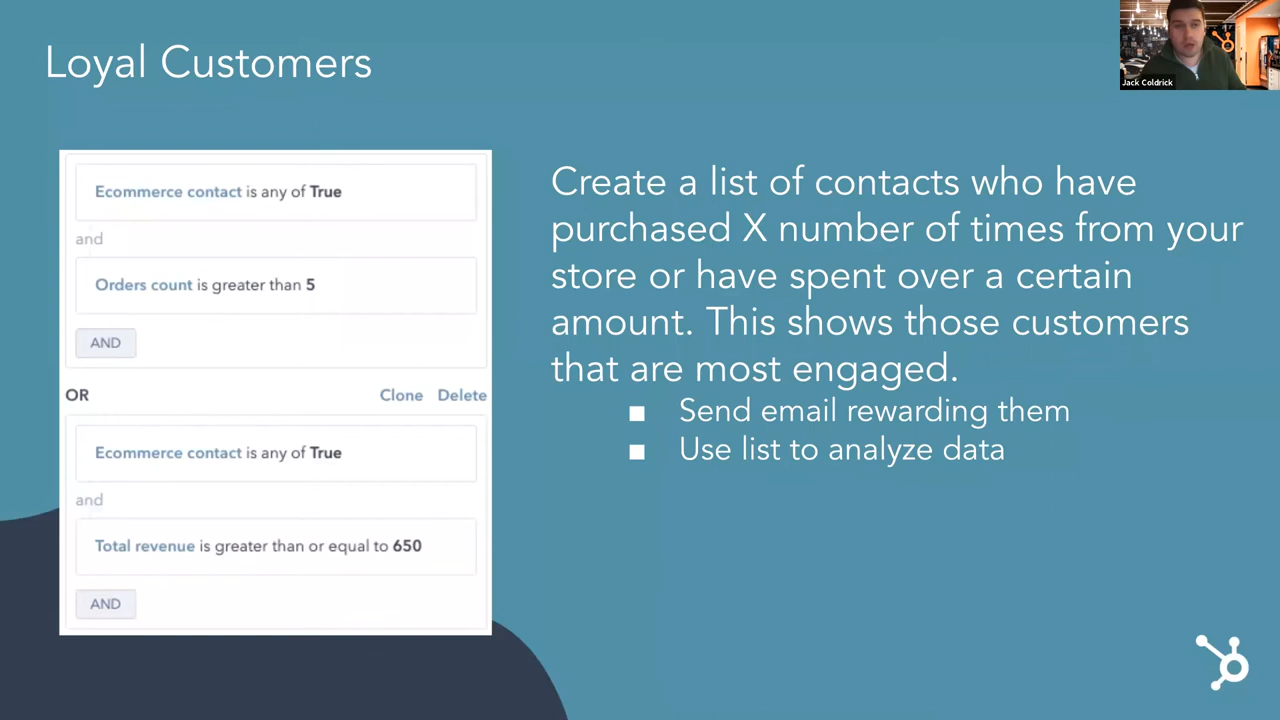 Loyal Customers
Jack Coldrick
Ecommerce contact is any of True
and
Orders count is greater than 5
AND
OR Clone Delete
Ecommerce contact is any of True
and
Total revenue is greater than or equal to 650
AND
Create a list of contacts who have
purchased X number of times from your
store or have spent over a certain
amount. This shows those customers
that are most engaged.
■ Send email rewarding them
■ Use list to analyze data